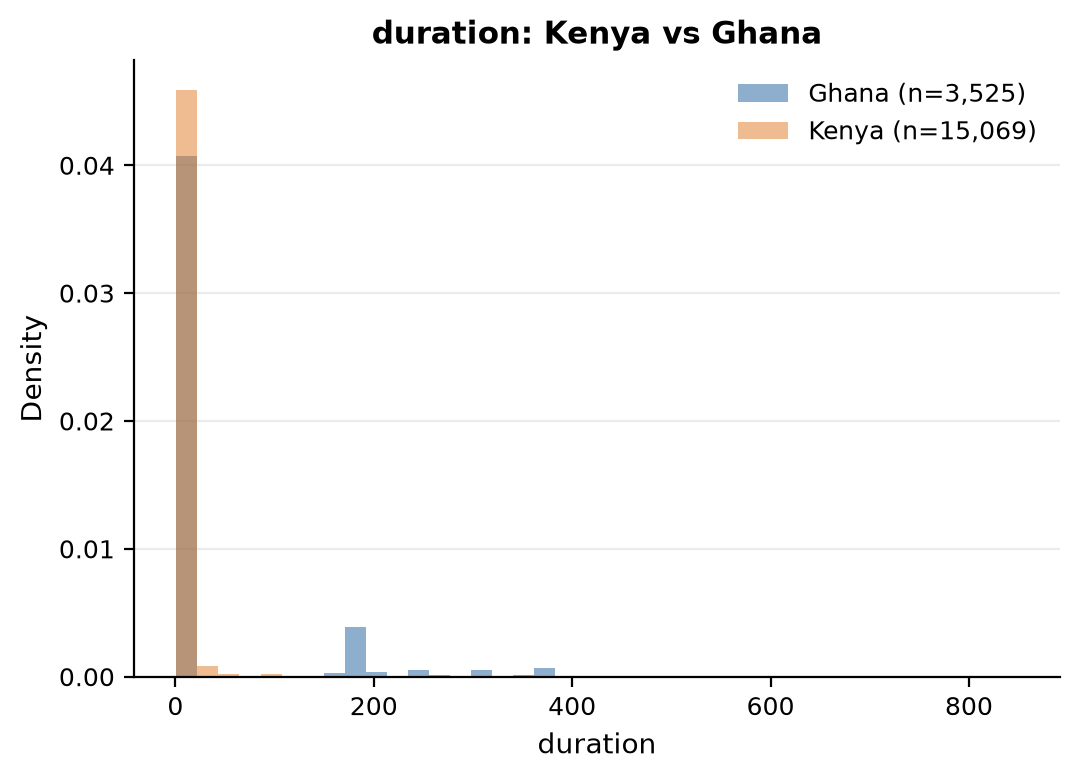 duration: Kenya vs Ghana
Ghana (n=3,525)
Kenya (n=15,069)
Density
0.04
0.03
0.02
0.01
0.00
0 200 400 600 800
duration